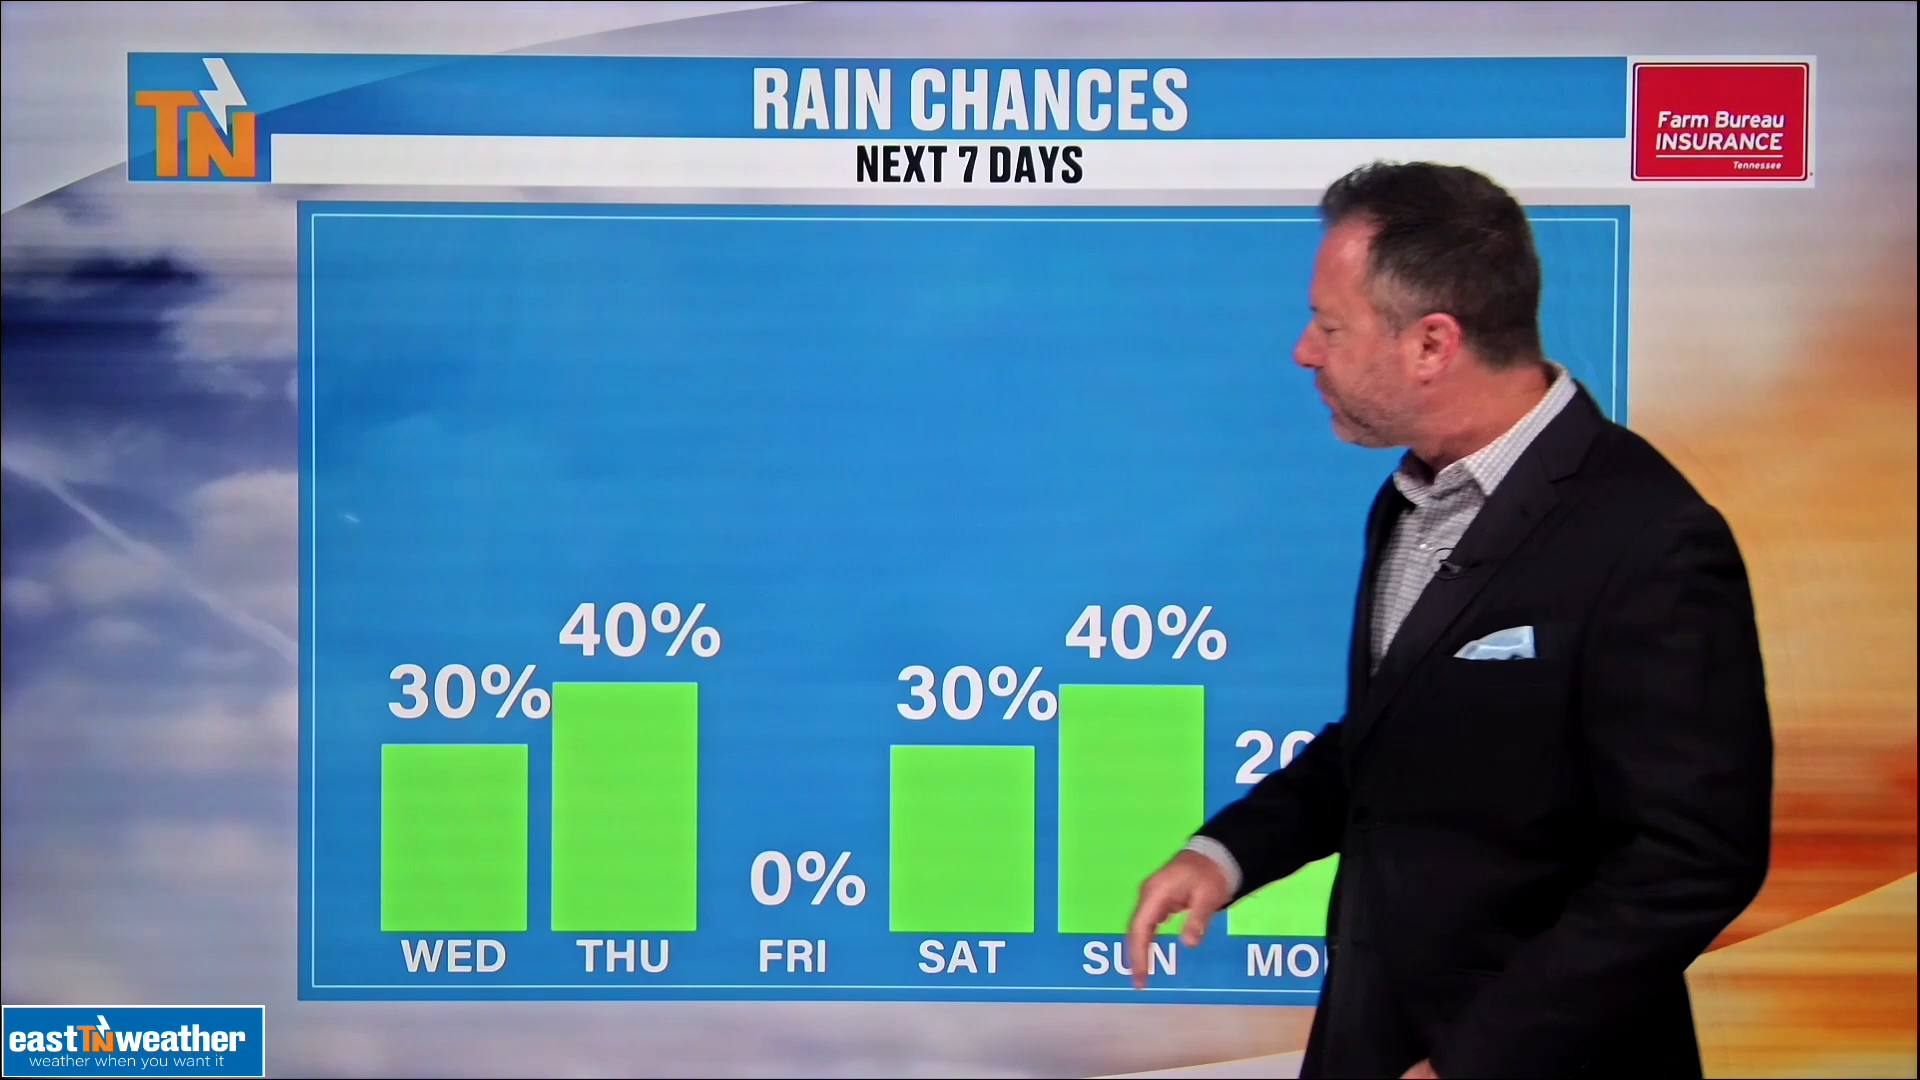 TN
RAIN CHANCES
NEXT 7 DAYS
Farm Bureau
INSURANCE
Tennessee
40%
40%
30%
30%
0%
WED THU FRI SAT SUN
eastTNweather
weather when you want it